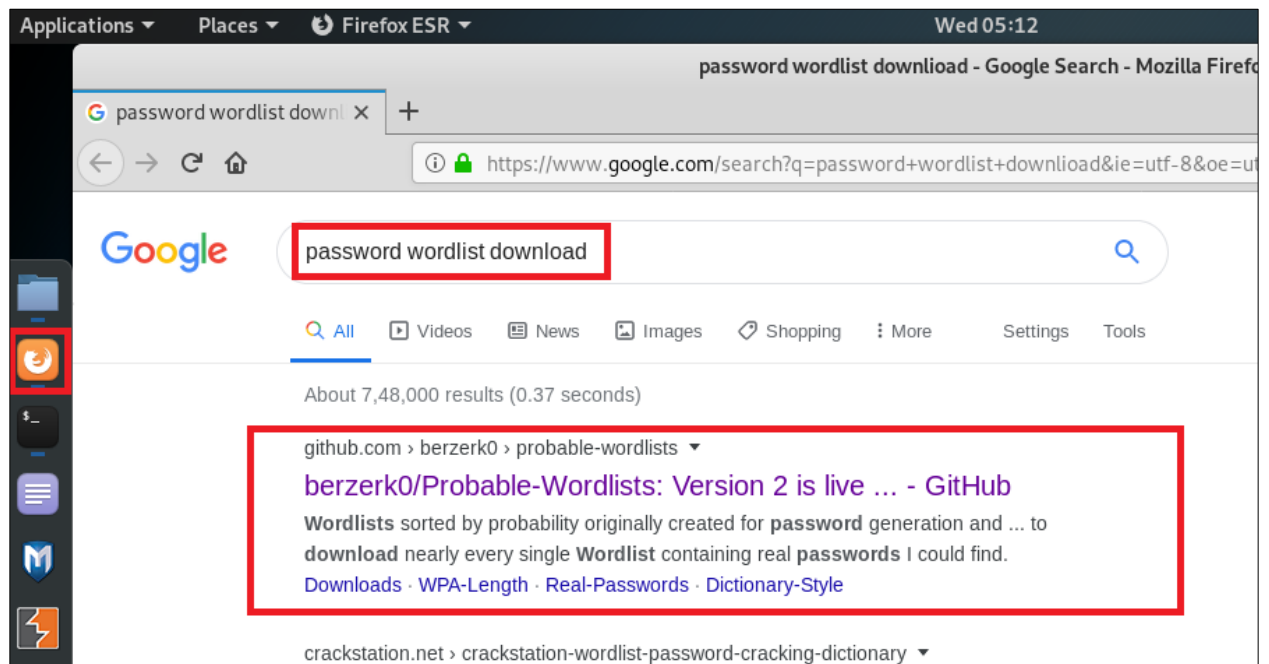 Applications Places Firefox ESR Wed 05:12
password wordlist downlioad - Google Search - Mozilla Firefo
password wordlist downl
https://www.google.com/search?q=password+wordlist+downlioad&ie=utf-8&oe=ut
Google password wordlist download
All Videos News Images Shopping More Settings Tools
About 7,48,000 results (0.37 seconds)
github.com › berzerk0 › probable-wordlists
berzerk0/Probable-Wordlists: Version 2 is live ... - GitHub
Wordlists sorted by probability originally created for password generation and ... to
download nearly every single Wordlist containing real passwords I could find.
Downloads · WPA-Length · Real-Passwords · Dictionary-Style
crackstation.net › crackstation-wordlist-password-cracking-dictionary